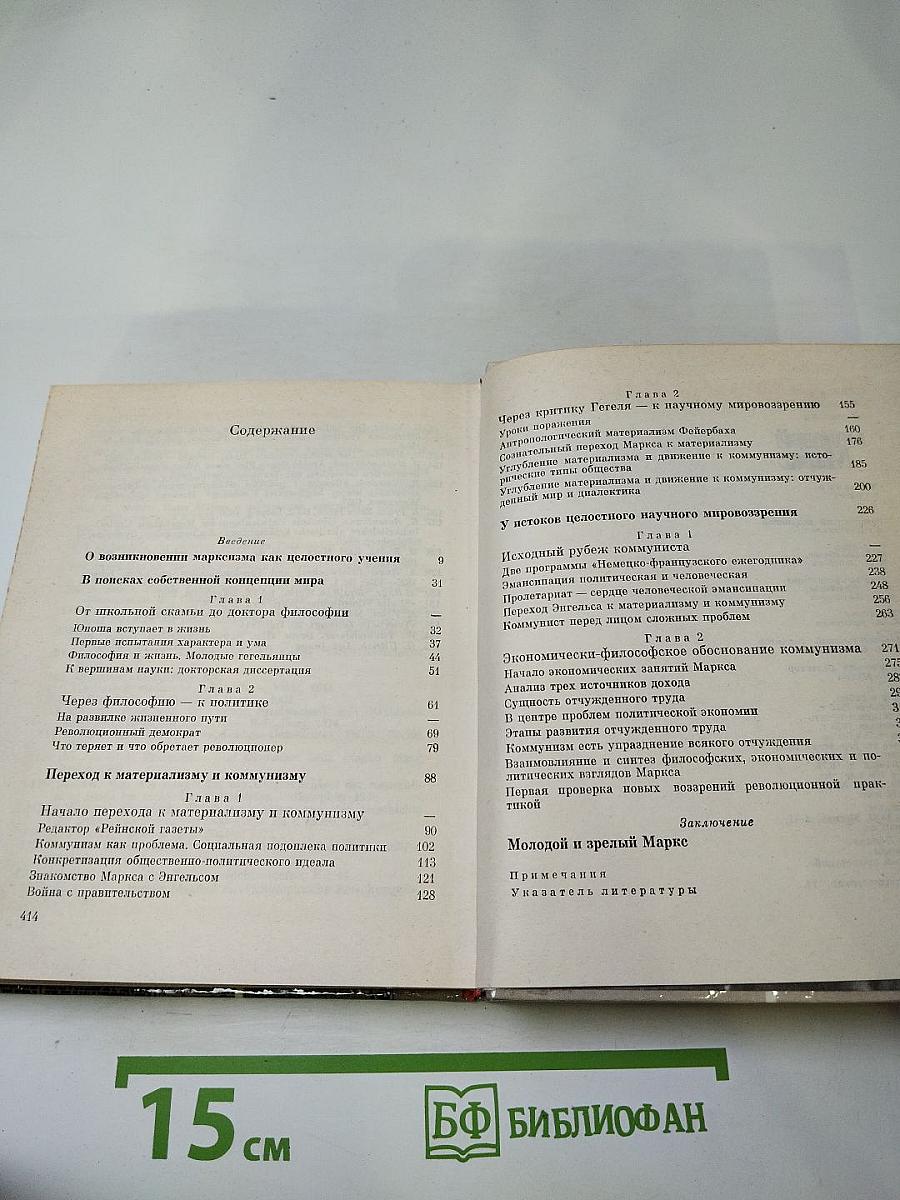 Содержание
Введение
О возникновении марксизма как целостного учения 9
В поисках собственной концепции мира 31
Глава 1
От школьной скамьи до доктора философии —
Юноша вступает в жизнь 32
Первые испытания характера и ума 37
Философия и жизнь, Молодые гегельянцы 44
К вершинам науки: докторская диссертация 51
Глава 2
Через философию — к политике 61
На развилке жизненного пути —
Революционный демократ 69
Что теряет и что обретает революционер 79
Переход к материализму и коммунизму 88
Глава 1
Начало перехода к материализму и коммунизму —
Редактор «Рейнской газеты» 90
Коммунизм как проблема. Социальная подоплека политики 102
Конкретизация общественно-политического идеала 113
Знакомство Маркса с Энгельсом 121
Война с правительством 128
414
Глава 2
Через критику Гегеля — к научному мировоззрению 155
Уроки поражения —
Антропологический материализм Фейербаха 160
Сознательный переход Маркса к материализму 176
Углубление материализма и движение к коммунизму: исто-
рические типы общества 185
Углубление материализма и движение к коммунизму: отчуж-
денный мир и диалектика 200
У истоков целостного научного мировоззрения 226
Глава 1
Исходный рубеж коммуниста —
Две программы «Немецко-французского ежегодника» 227
Эмансипация политическая и человеческая 238
Пролетариат — сердце человеческой эмансипации 248
Переход Энгельса к материализму и коммунизму 256
Коммунист перед лицом сложных проблем 263
Глава 2
Экономически-философское обоснование коммунизма 271
Начало экономических занятий Маркса
Анализ трех источников дохода
Сущность отчужденного труда
В центре проблем политической экономии
Этапы развития отчужденного труда
Коммунизм есть упразднение всякого отчуждения
Взаимовлияние и синтез философских, экономических и по-
литических взглядов Маркса
Первая проверка новых воззрений революционной прак-
тикой
Заключение
Молодой и зрелый Маркс
Примечания
Указатель литературы
15 см
БФ БИБЛИОФАН